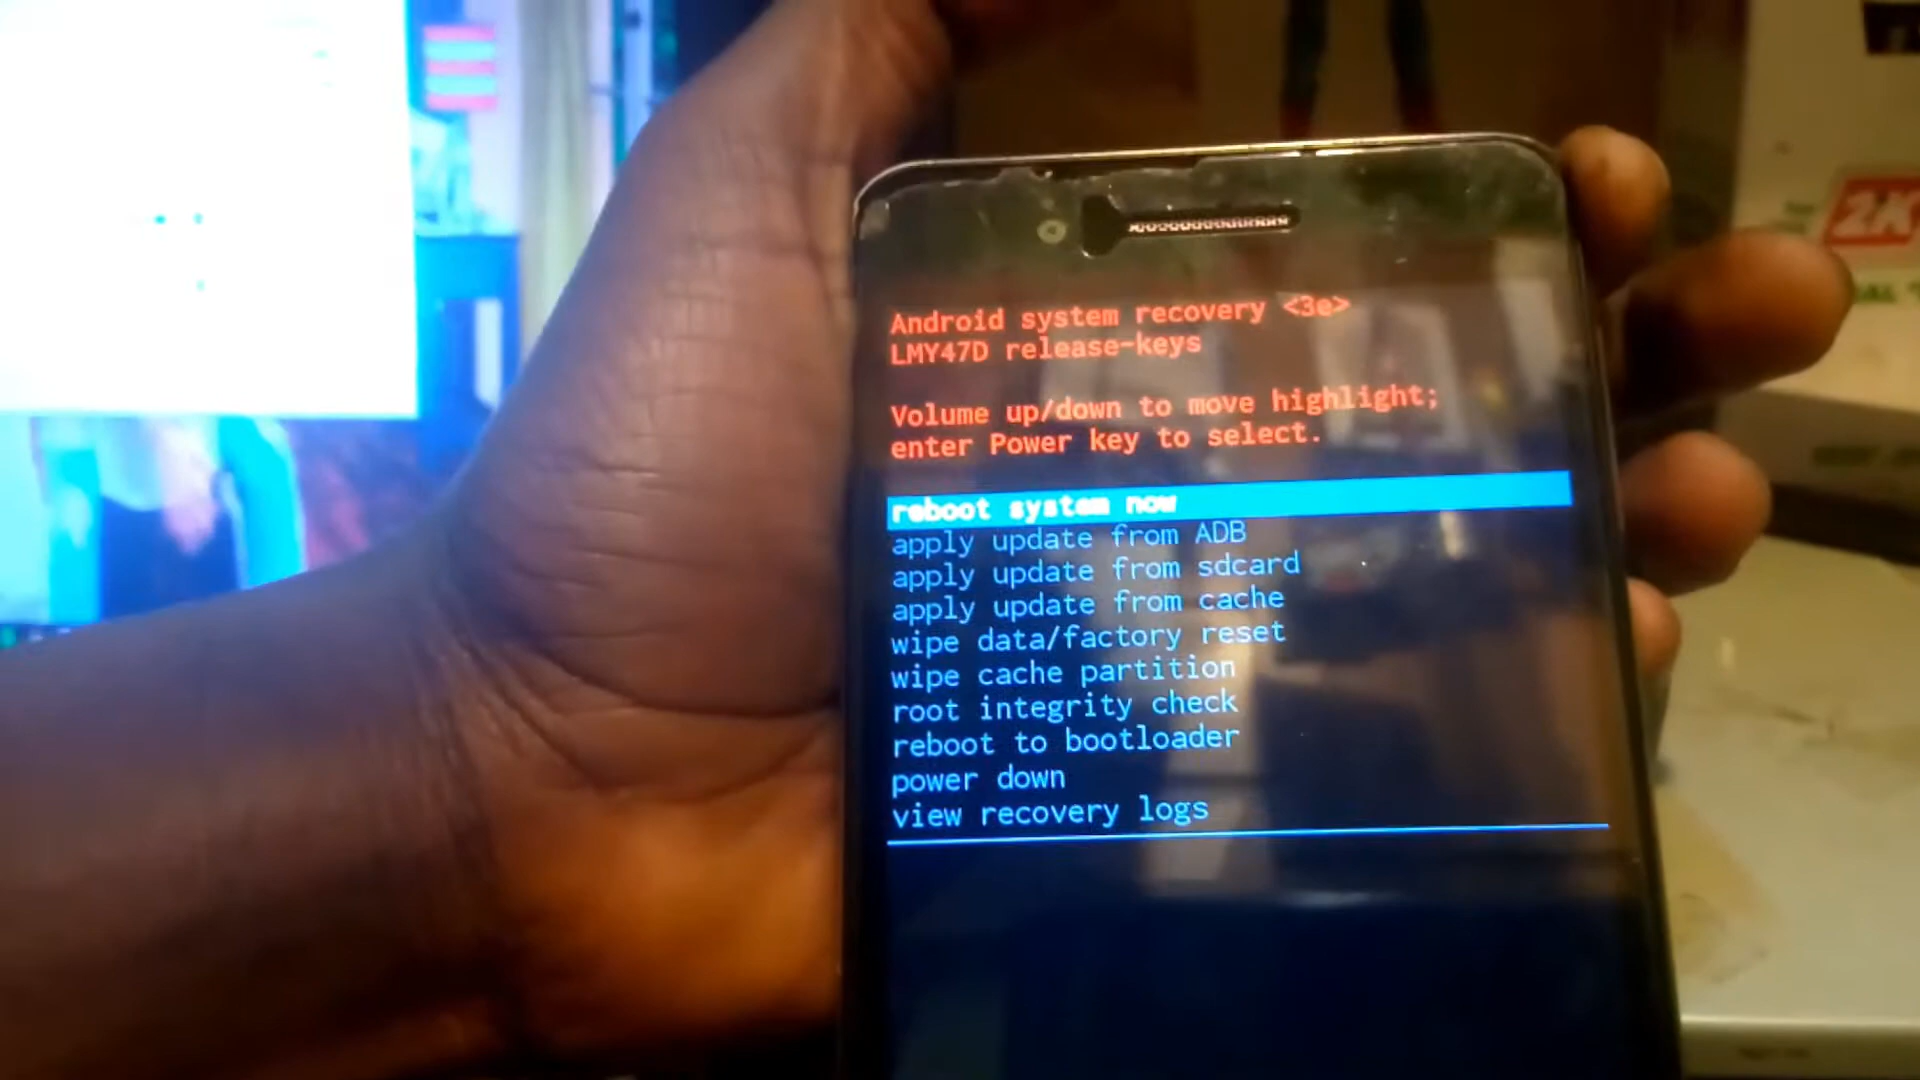 Android system recovery <3e>
LMY47D release-keys
Volume up/down to move highlight;
enter Power key to select.
reboot system now
apply update from ADB
apply update from sdcard
apply update from cache
wipe data/factory reset
wipe cache partition
root integrity check
reboot to bootloader
power down
view recovery logs
2K